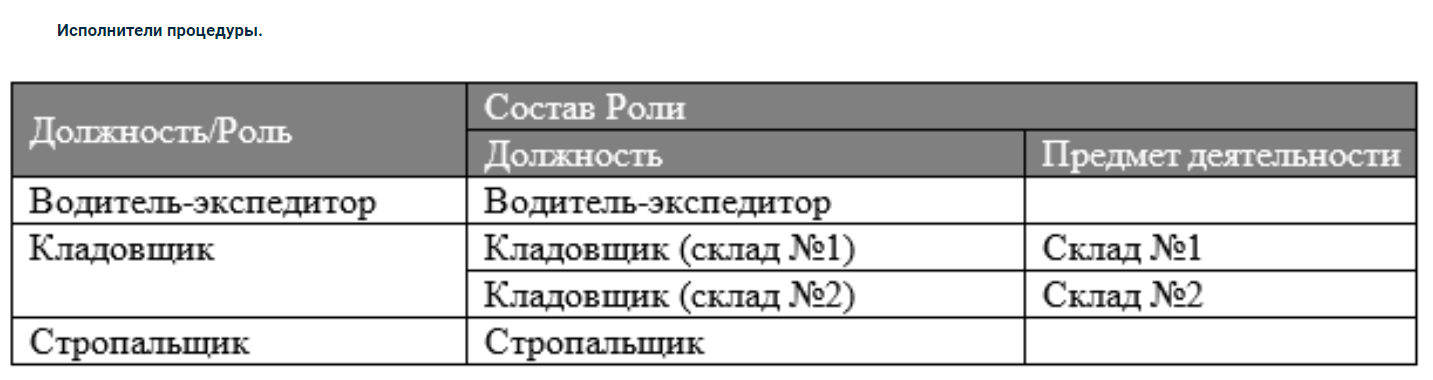 Исполнители процедуры.
Должность/Роль
Состав Роли
Должность
Предмет деятельности
Водитель-экспедитор
Водитель-экспедитор
Кладовщик
Кладовщик (склад №1)
Склад №1
Кладовщик (склад №2)
Склад №2
Стропальщик
Стропальщик